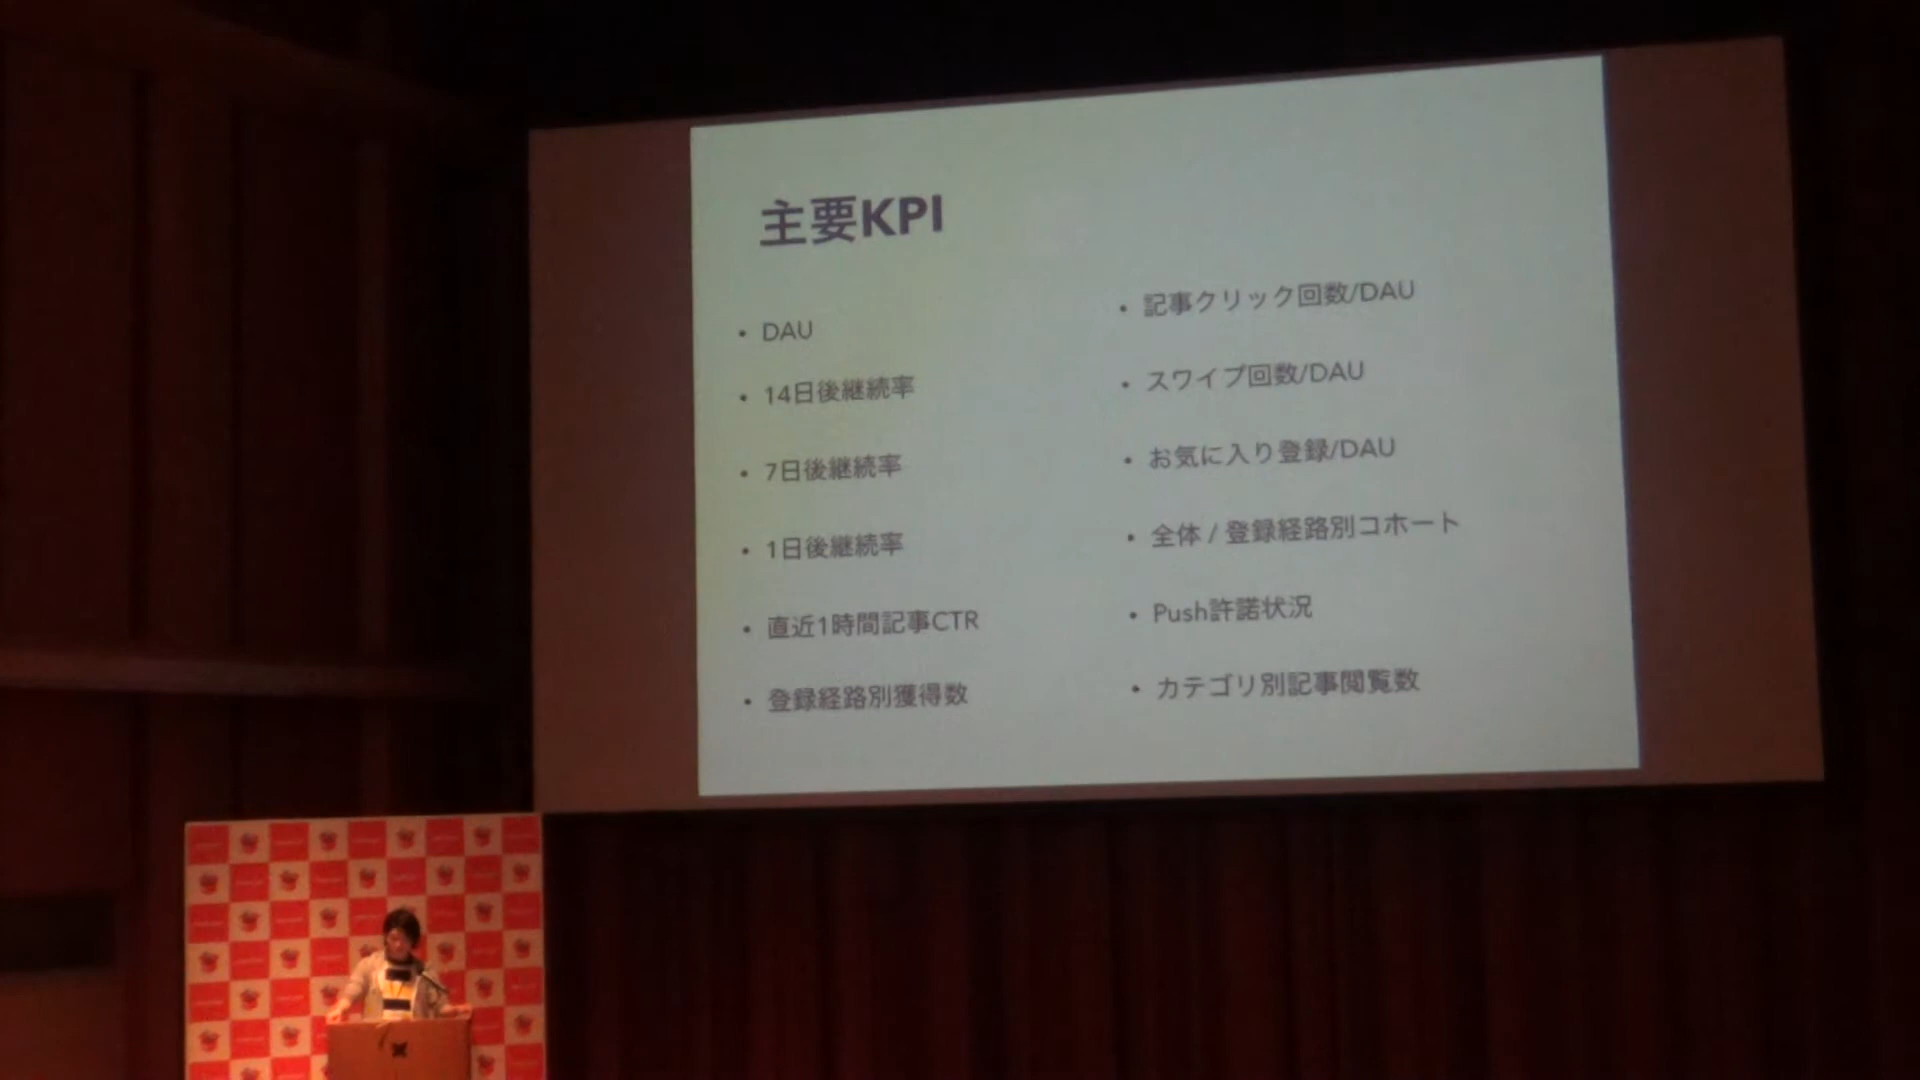 主要KPI
• DAU
• 14日後継続率
• 7日後継続率
• 1日後継続率
• 直近1時間記事CTR
• 登録経路別獲得数
• 記事クリック回数/DAU
• スワイプ回数/DAU
• お気に入り登録/DAU
• 全体 / 登録経路別コホート
• Push許諾状況
• カテゴリ別記事閲覧数